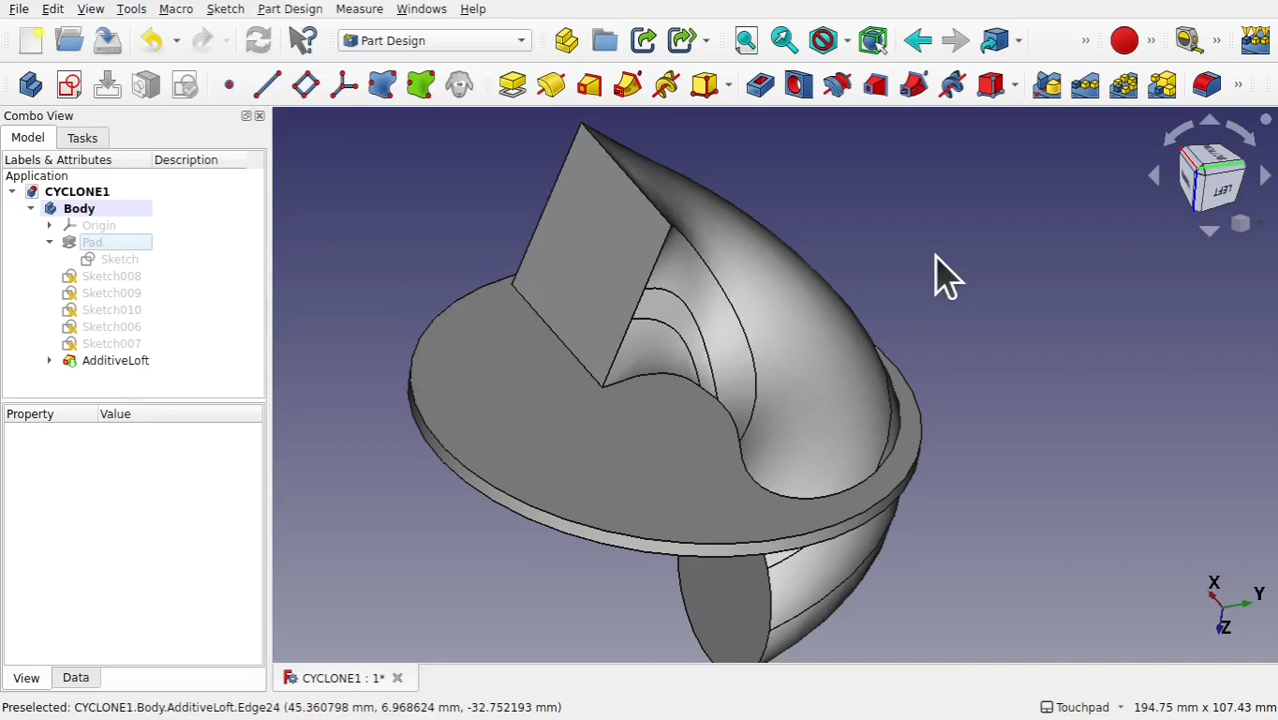 File Edit View Tools Macro Sketch Part Design Measure Windows Help
Part Design
Combo View
Model Tasks
Labels & Attributes Description
Application
CYCLONE1
Body
Origin
Pad
Sketch
Sketch008
Sketch009
Sketch010
Sketch006
Sketch007
AdditiveLoft
Property Value
View Data
LEFT
X
Y
Z
CYCLONE1 : 1*
Preselected: CYCLONE1.Body.AdditiveLoft.Edge24 (45.360798 mm, 6.968624 mm, -32.752193 mm)
Touchpad
194.75 mm x 107.43 mm